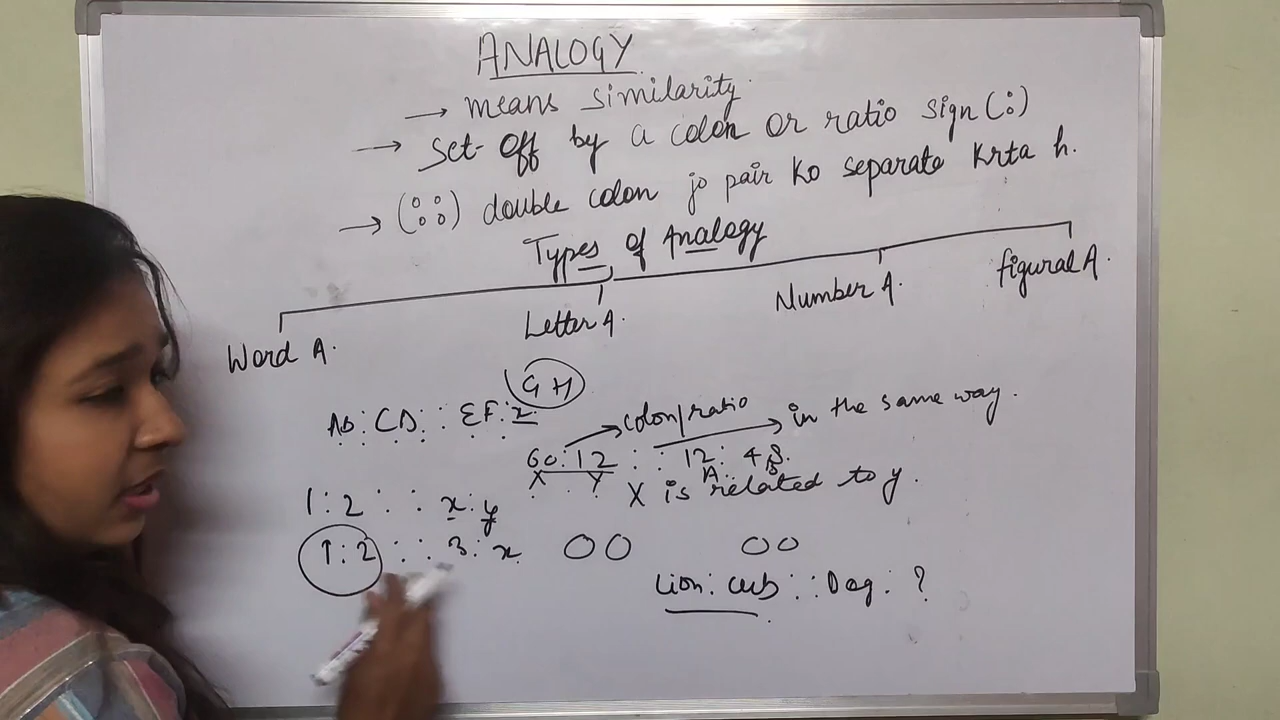 ANALOGY
→ means similarity.
→ Set-off by a colon or ratio sign (:)
→ (::) double colon jo pair ko separate krta h.
Types of Analogy
Word A.
Letter A.
Number A.
figural A.
GH
AB : CD :: EF : x
colon/ratio
→ in the same way.
60:12 :: 12: 48.
X Y A B
X is related to y.
1:2 :: x:y
1:2 :: 3: x
Lion: cub :: Dog: ?